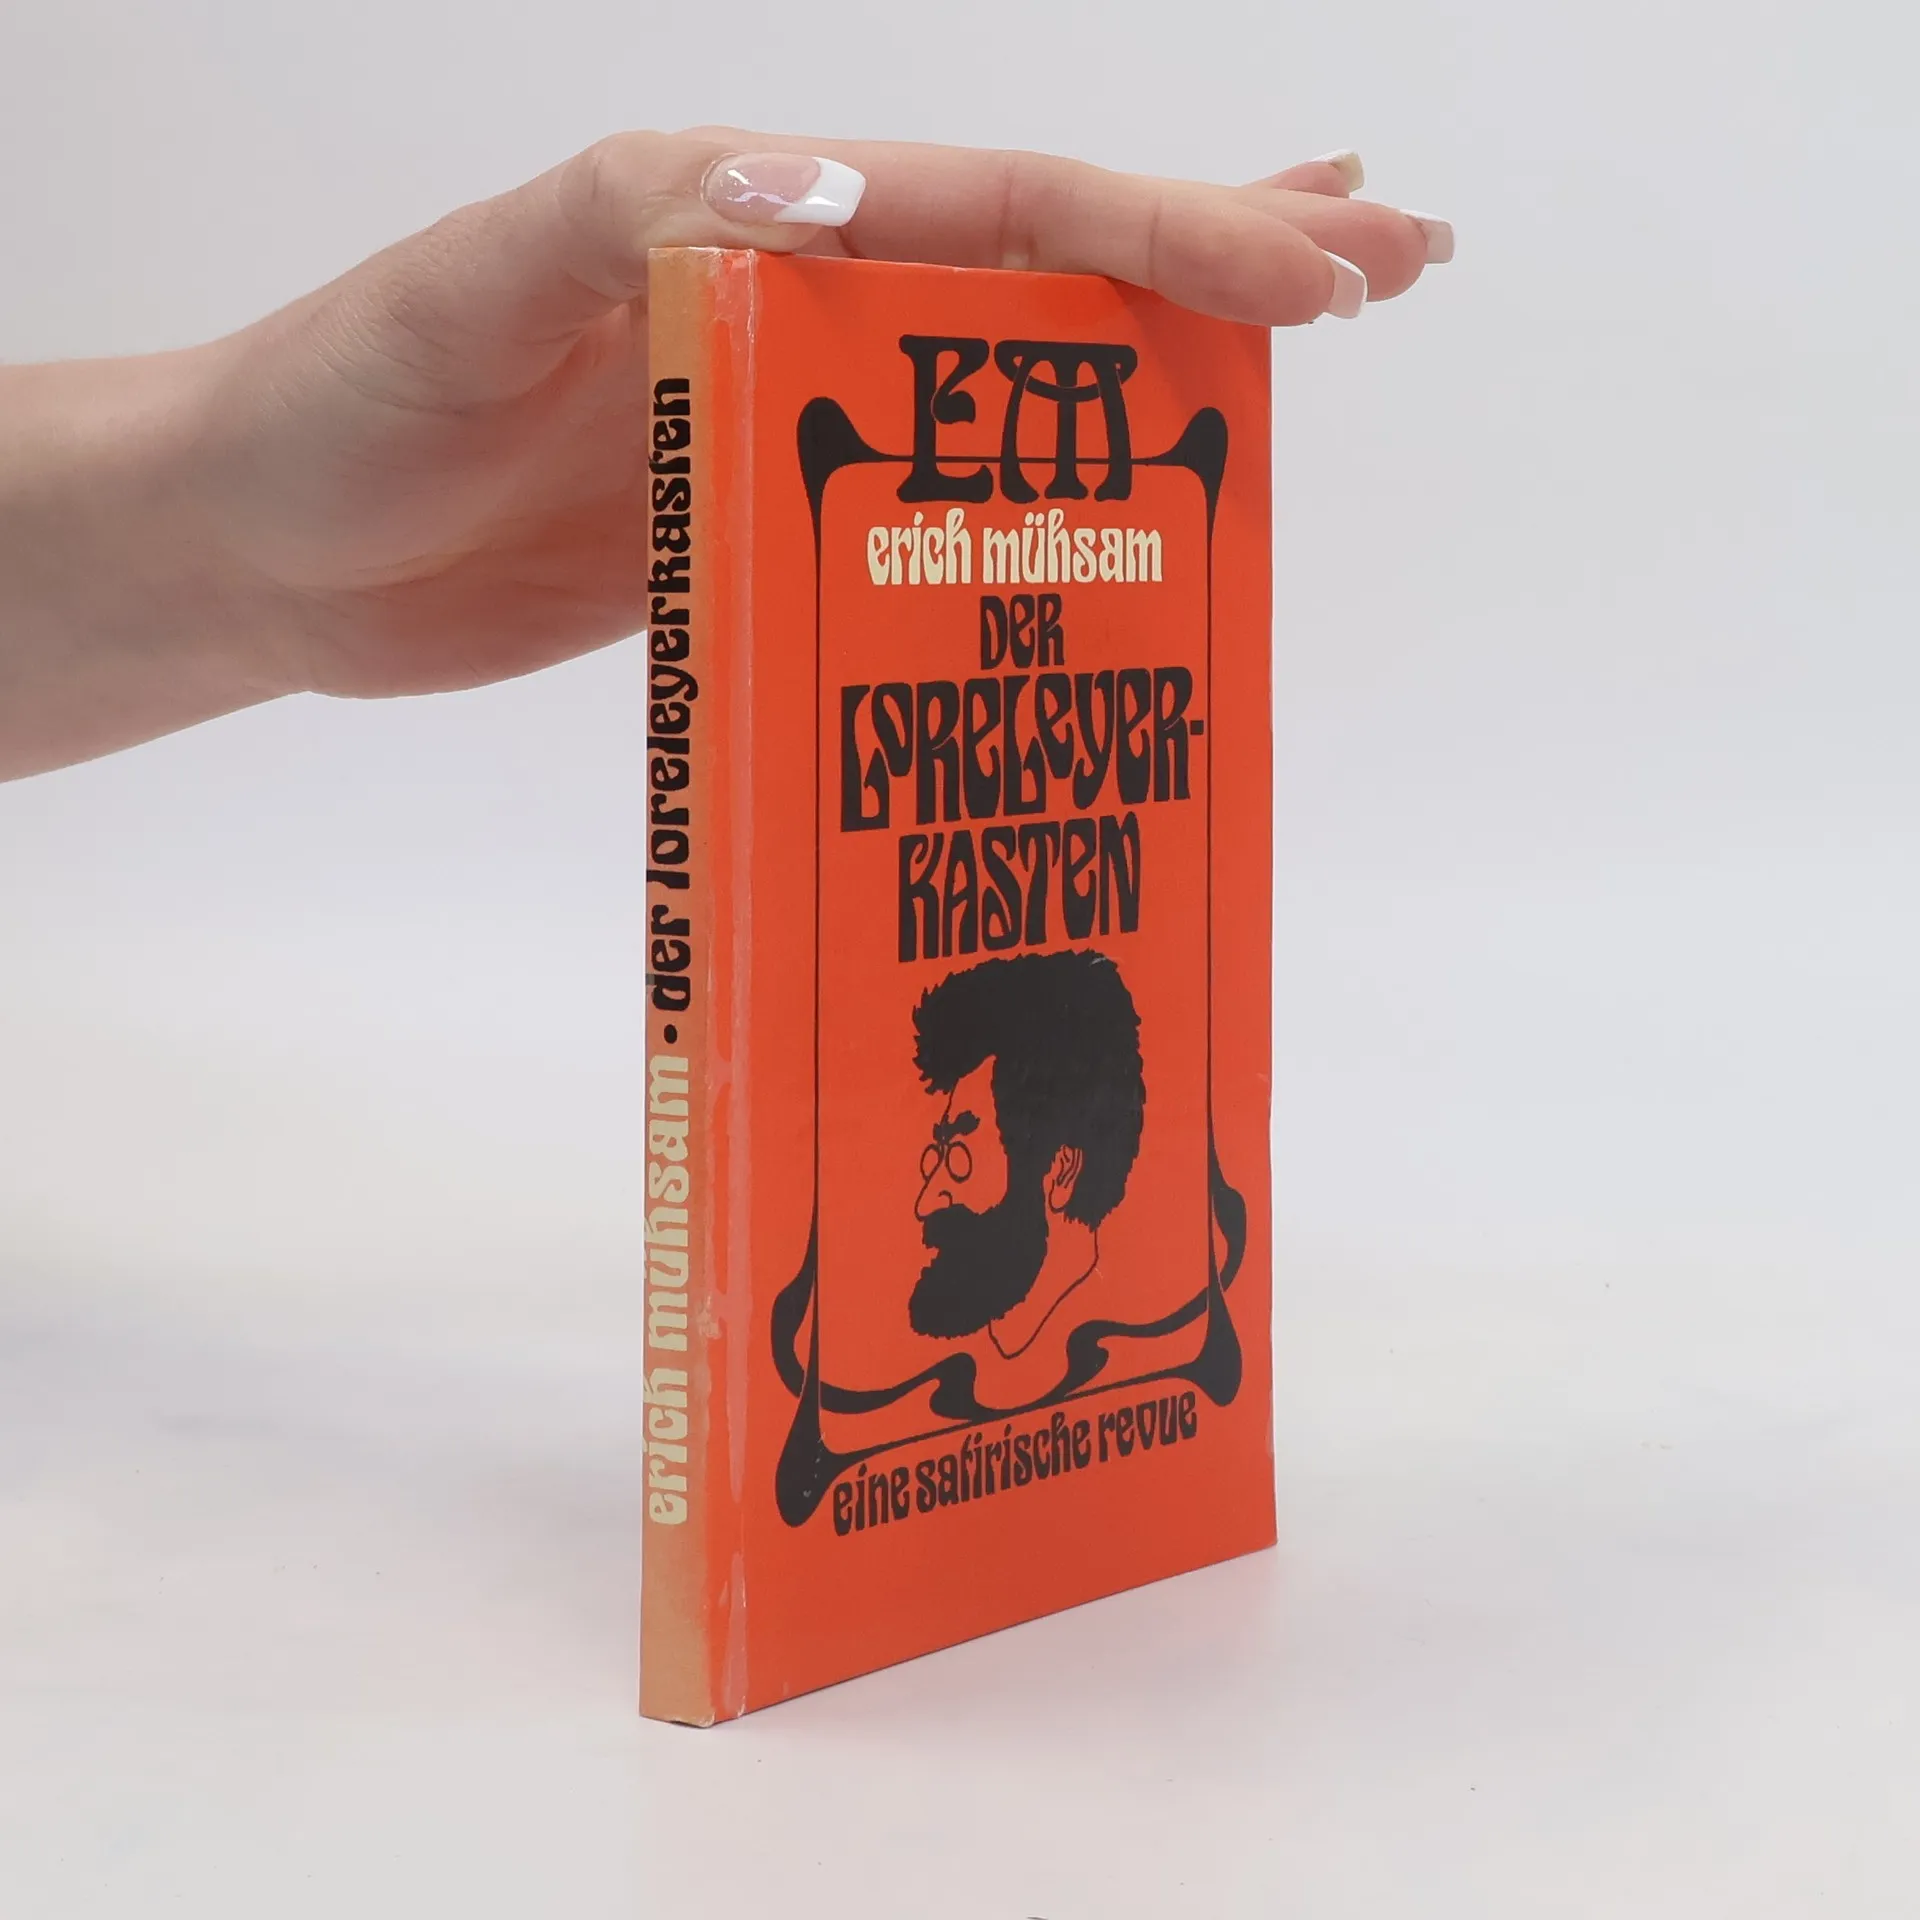 erich mühsam • der loreleyerkasten
EM
erich mühsam
DER
LORELEYER-
KASTEN
eine satirische revue